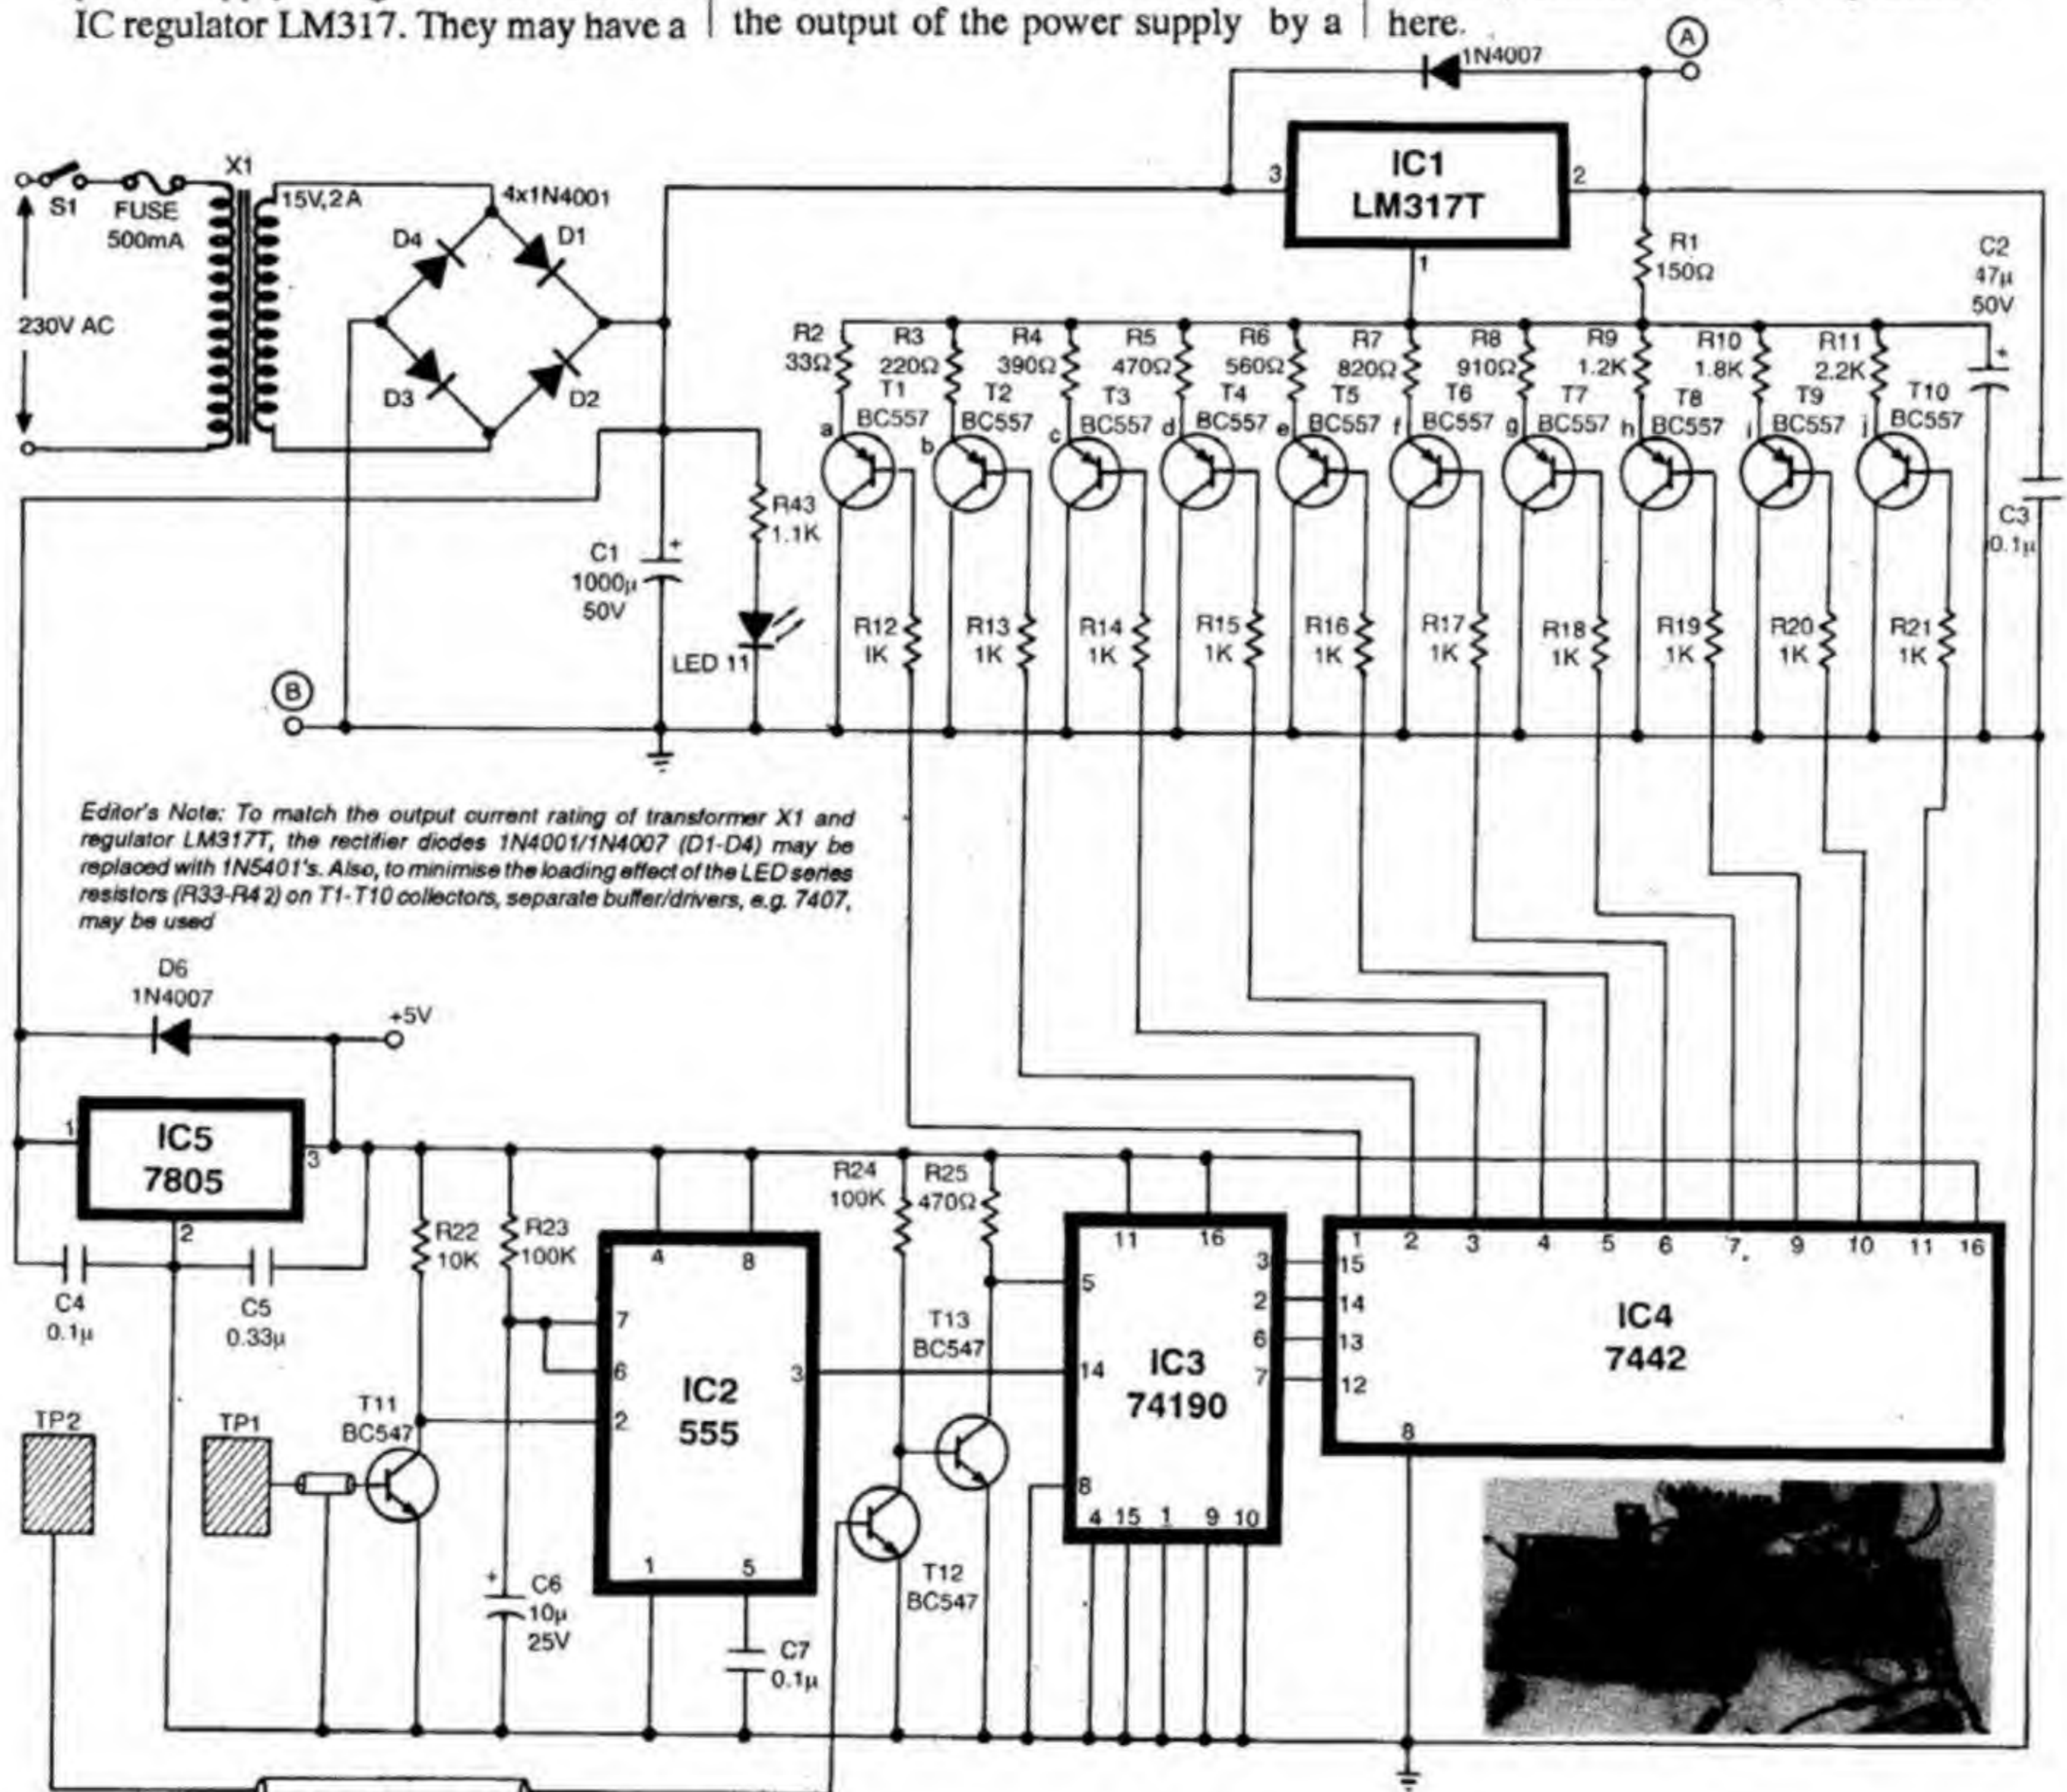 IC regulator LM317. They may have a
the output of the power supply by a
here.
A
1N4007
X1
15V,2A
4x1N4001
S1
FUSE
500mA
D4
D1
230V AC
D3
D2
IC1
LM317T
3
2
1
R1
150Ω
C2
47µ
50V
+
R2
33Ω
R3
220Ω
R4
390Ω
R5
470Ω
R6
560Ω
R7
820Ω
R8
910Ω
R9
1.2K
R10
1.8K
R11
2.2K
T1
BC557
T2
BC557
T3
BC557
T4
BC557
T5
BC557
T6
BC557
T7
BC557
T8
BC557
T9
BC557
T10
BC557
a
b
c
d
e
f
g
h
i
j
C3
0.1µ
R43
1.1K
C1
1000µ
50V
+
LED 11
R12
IK
R13
1K
R14
1K
R15
1K
R16
1K
R17
1K
R18
1K
R19
1K
R20
1K
R21
1K
B
Editor's Note: To match the output current rating of transformer X1 and
regulator LM317T, the rectifier diodes 1N4001/1N4007 (D1-D4) may be
replaced with 1N5401's. Also, to minimise the loading effect of the LED series
resistors (R33-R42) on T1-T10 collectors, separate buffer/drivers, e.g. 7407,
may be used
D6
1N4007
+5V
1
IC5
7805
3
2
C4
0.1µ
C5
0.33µ
R22
10K
R23
100K
R24
100K
R25
470Ω
4
8
7
6
2
3
IC2
555
1
5
T13
BC547
11
16
5
14
8
3
2
6
7
IC3
74190
4
15
1
9
10
1
2
3
4
5
6
7
9
10
11
16
15
14
13
12
IC4
7442
8
TP2
TP1
T11
BC547
T12
BC547
+
C6
10µ
25V
C7
0.1µ